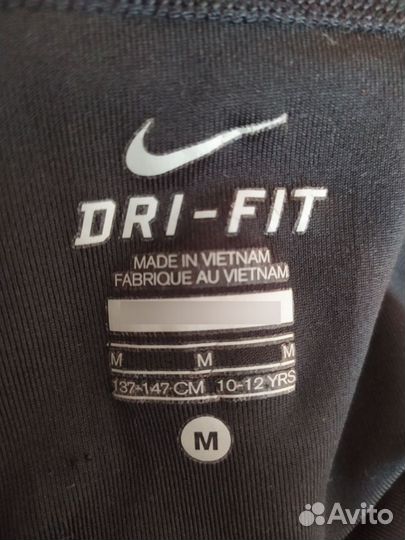 DRI-FIT
MADE IN VIETNAM
FABRIQUE AU VIETNAM
M M M
137-147 CM 10-12 YRS
M
Avito